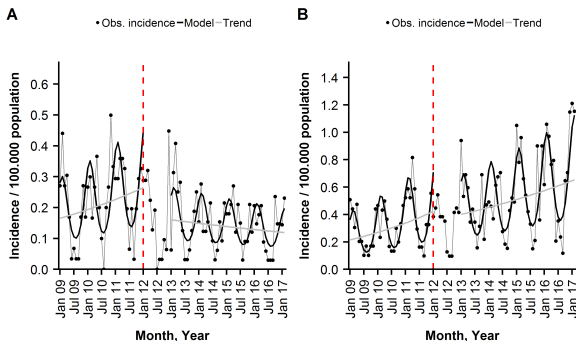 A
Obs. incidence Model Trend
Incidence / 100.000 population
0.6
0.5
0.4
0.3
0.2
0.1
0.0
Jan 09
Jul 09
Jan 10
Jul 10
Jan 11
Jul 11
Jan 12
Jul 12
Jan 13
Jul 13
Jan 14
Jul 14
Jan 15
Jul 15
Jan 16
Jul 16
Jan 17
Month, Year
B
Obs. incidence Model Trend
Incidence / 100.000 population
1.4
1.2
1.0
0.8
0.6
0.4
0.2
0.0
Jan 09
Jul 09
Jan 10
Jul 10
Jan 11
Jul 11
Jan 12
Jul 12
Jan 13
Jul 13
Jan 14
Jul 14
Jan 15
Jul 15
Jan 16
Jul 16
Jan 17
Month, Year